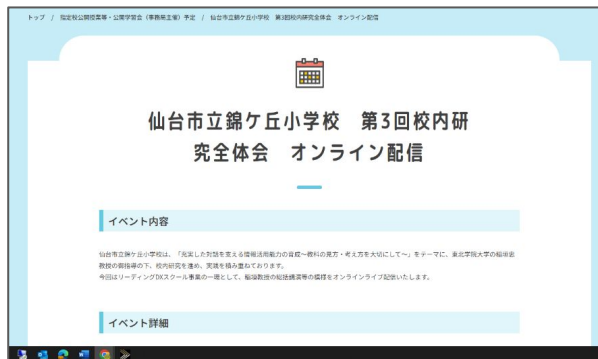 トップ / 指定校公開授業等・公開学習会（事務局主催）予定 / 仙台市立錦ケ丘小学校 第3回校内研究全体会 オンライン配信
仙台市立錦ケ丘小学校　第3回校内研
究全体会　オンライン配信
イベント内容
仙台市立錦ケ丘小学校は、「充実した対話を支える情報活用能力の育成～教科の見方・考え方を大切にして～」をテーマに、東北学院大学の稲垣忠
教授の御指導の下、校内研究を進め、実践を積み重ねております。
今回はリーディングDXスクール事業の一環として、稲垣教授の総括講演等の模様をオンラインライブ配信いたします。
イベント詳細